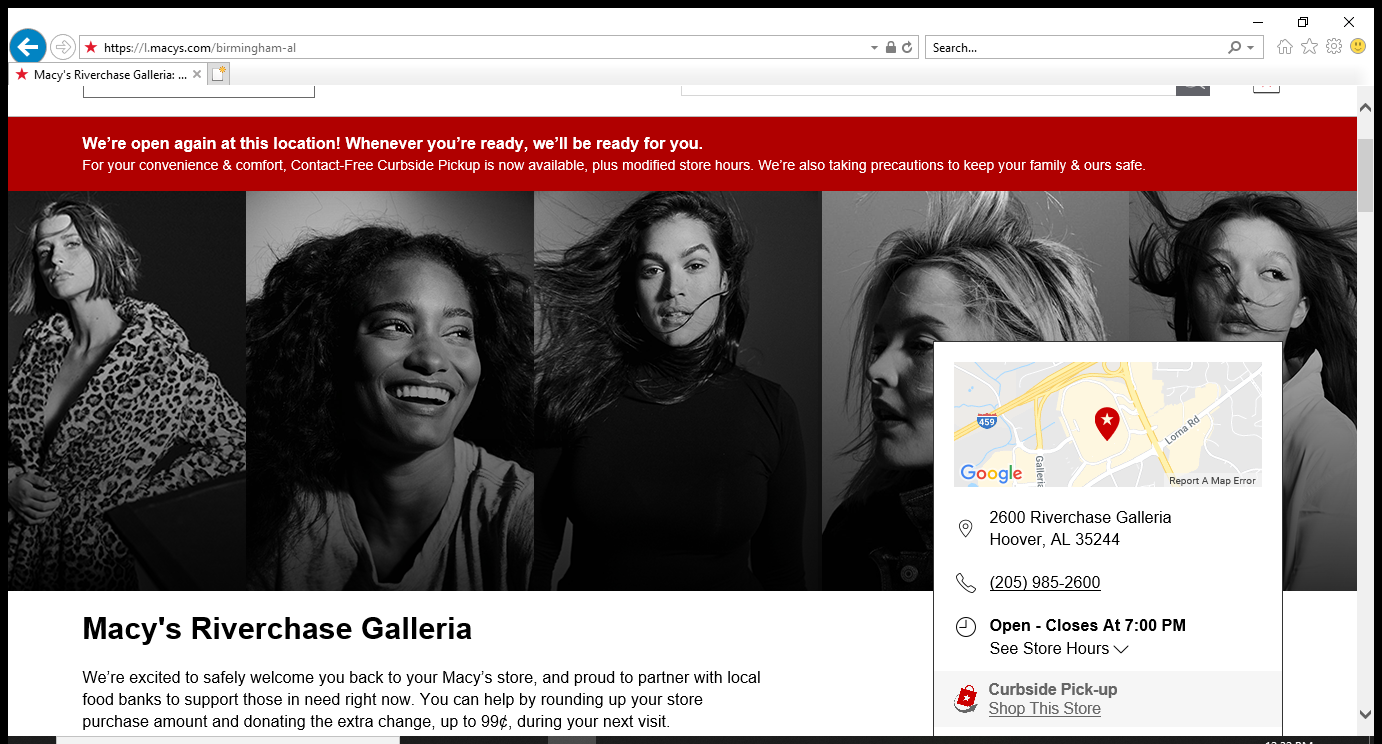 https://l.macys.com/birmingham-al
Search...
Macy's Riverchase Galleria: ...
We're open again at this location! Whenever you're ready, we'll be ready for you.
For your convenience & comfort, Contact-Free Curbside Pickup is now available, plus modified store hours. We're also taking precautions to keep your family & ours safe.
459
Lorna Rd
Galleria
Google
Report A Map Error
2600 Riverchase Galleria
Hoover, AL 35244
(205) 985-2600
Open - Closes At 7:00 PM
See Store Hours
Curbside Pick-up
Shop This Store
Macy's Riverchase Galleria
We're excited to safely welcome you back to your Macy's store, and proud to partner with local
food banks to support those in need right now. You can help by rounding up your store
purchase amount and donating the extra change, up to 99¢, during your next visit.